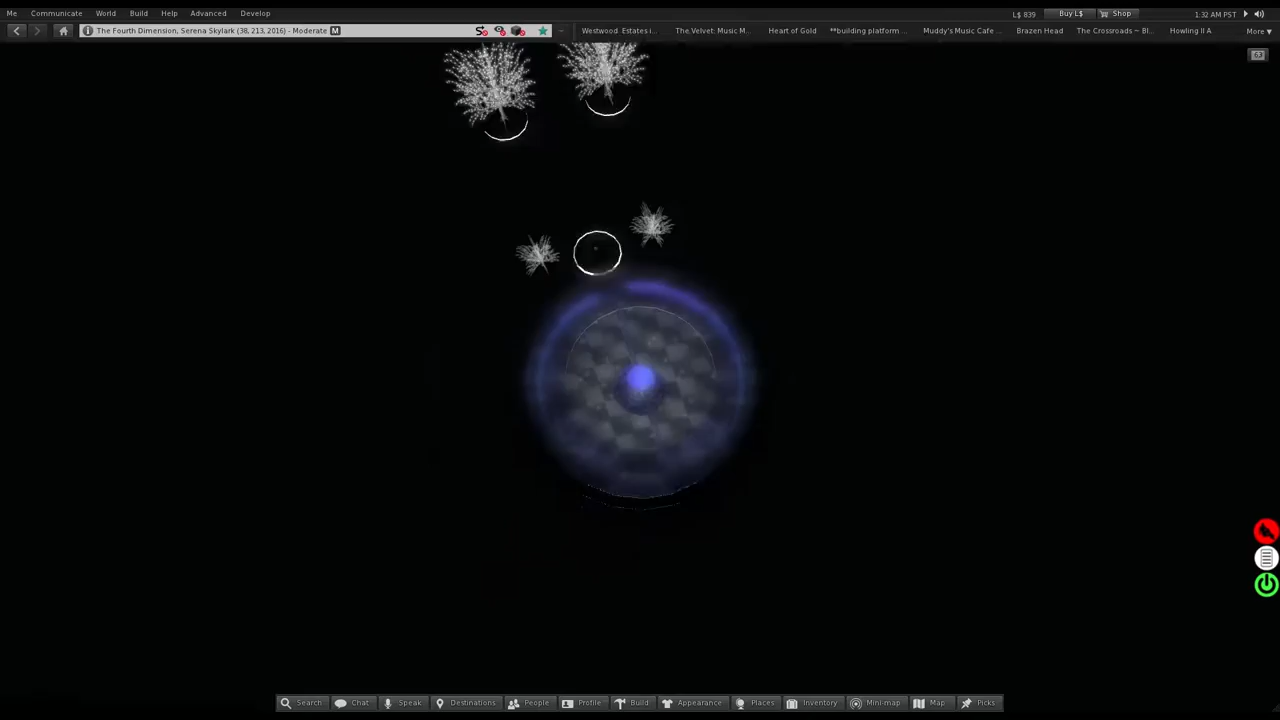 Me Communicate World Build Help Advanced Develop L$ 839 Buy L$ Shop 1:32 AM PST
The Fourth Dimension, Serena Skylark (38, 213, 2016) - Moderate M Westwood Estates i... The Velvet: Music M... Heart of Gold **building platform ... Muddy's Music Cafe ... Brazen Head The Crossroads ~ Bl... Howling II A More ▼
63
Search Chat Speak Destinations People Profile Build Appearance Places Inventory Mini-map Map Picks